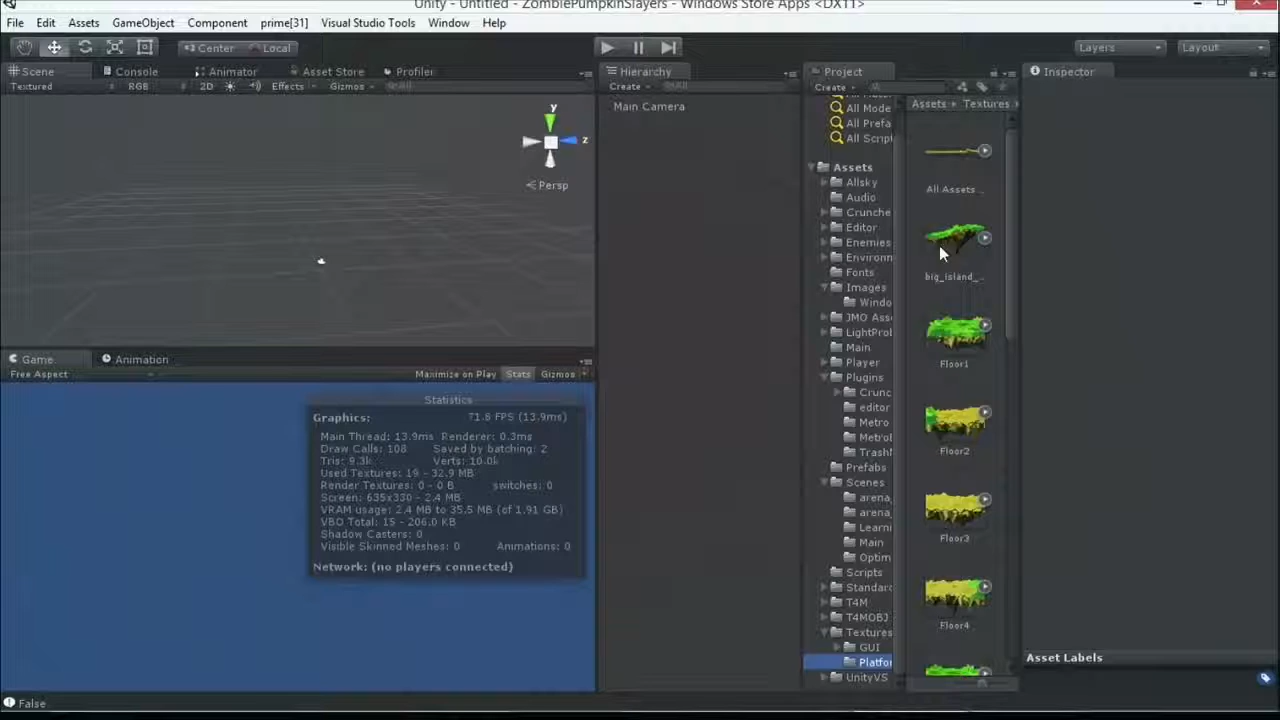 Unity - Untitled - ZombiePumpkinSlayers - Windows Store Apps <DX11>
File Edit Assets GameObject Component prime[31] Visual Studio Tools Window Help
Center Local Layers Layout
Scene Console Animator Asset Store Profiler
Textured RGB 2D Effects Gizmos All
y
z
Persp
Game Animation
Free Aspect Maximize on Play Stats Gizmos
Statistics
Graphics: 71.8 FPS (13.9ms)
Main Thread: 13.9ms Renderer: 0.3ms
Draw Calls: 108 Saved by batching: 2
Tris: 9.3k Verts: 10.0k
Used Textures: 19 - 32.9 MB
Render Textures: 0 - 0 B switches: 0
Screen: 635x330 - 2.4 MB
VRAM usage: 2.4 MB to 35.5 MB (of 1.91 GB)
VBO Total: 15 - 206.0 KB
Shadow Casters: 0
Visible Skinned Meshes: 0 Animations: 0
Network: (no players connected)
Hierarchy
Create All
Main Camera
Project
Create
All Mode
All Prefa
All Scrip
Assets
Allsky
Audio
Crunche
Editor
Enemies
Environn
Fonts
Images
Windo
JMO Ass
LightProb
Main
Player
Plugins
Crunc
editor
Metro
Metrol
TrashM
Prefabs
Scenes
arena_
arena_
Learni
Main
Optim
Scripts
Standard
T4M
T4MOBJ
Textures
GUI
Platfor
UnityVS
Assets Textures
All Assets ..
big_island_..
Floor1
Floor2
Floor3
Floor4
Inspector
Asset Labels
False